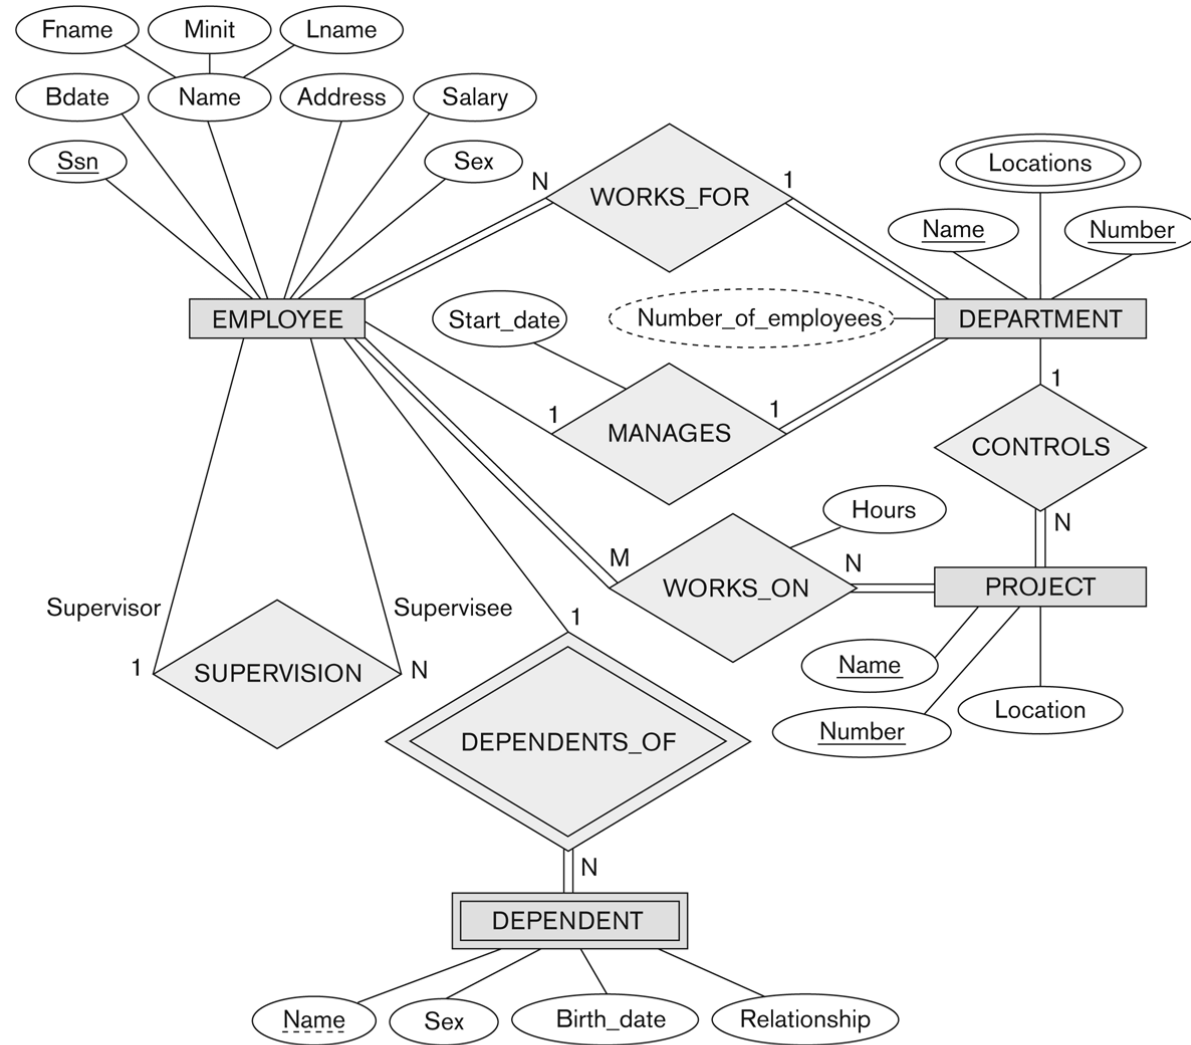 Fname
Minit
Lname
Bdate
Name
Address
Salary
Ssn
Sex
N
WORKS_FOR
1
Locations
Name
Number
EMPLOYEE
Start_date
Number_of_employees
DEPARTMENT
1
MANAGES
1
1
CONTROLS
N
Hours
M
WORKS_ON
N
PROJECT
Name
Number
Location
Supervisor
Supervisee
1
SUPERVISION
N
1
DEPENDENTS_OF
N
DEPENDENT
Name
Sex
Birth_date
Relationship